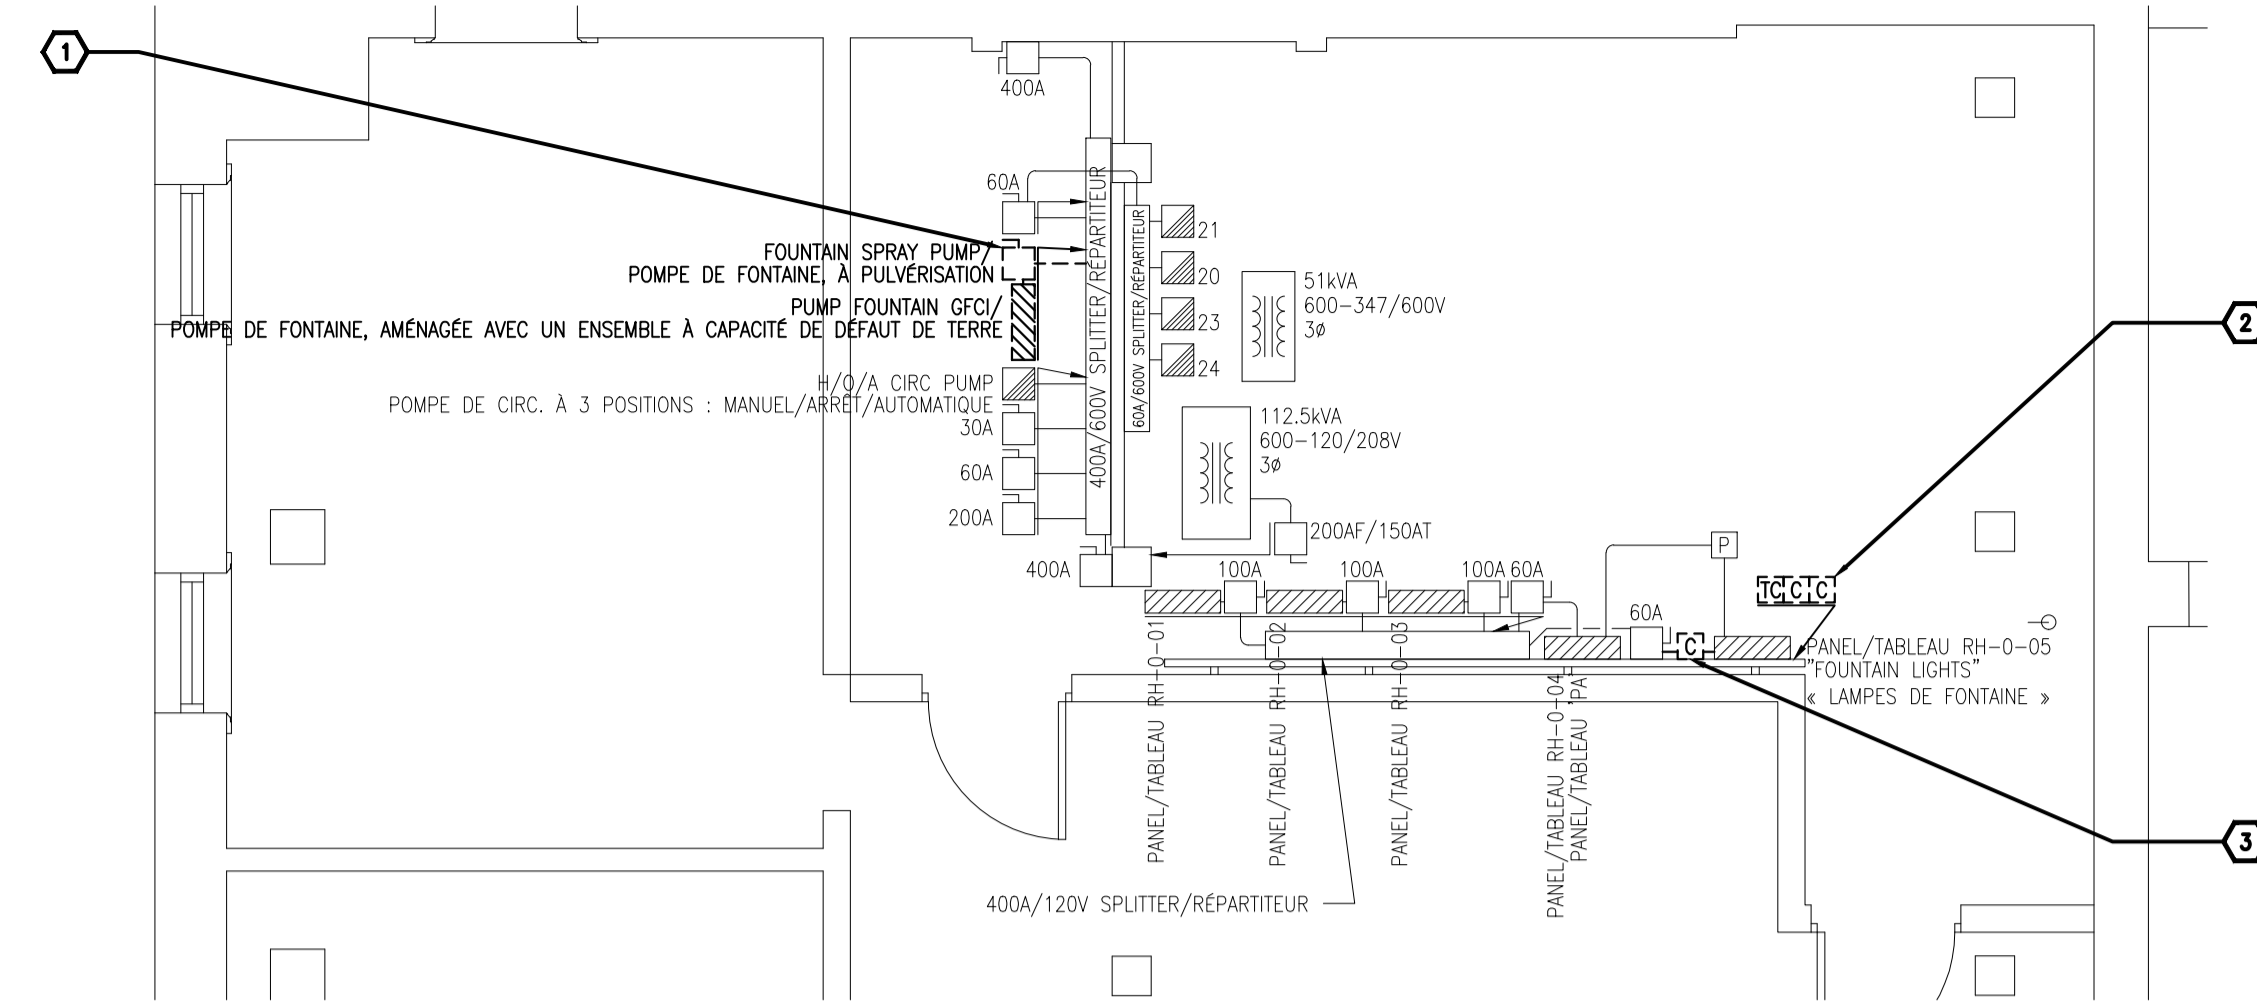 1
400A
60A
FOUNTAIN SPRAY PUMP/
POMPE DE FONTAINE, À PULVÉRISATION
PUMP FOUNTAIN GFCI/
POMPE DE FONTAINE, AMÉNAGÉE AVEC UN ENSEMBLE À CAPACITÉ DE DÉFAUT DE TERRE
H/O/A CIRC PUMP
POMPE DE CIRC. À 3 POSITIONS : MANUEL/ARRÊT/AUTOMATIQUE
30A
60A
200A
400A
400A/600V SPLITTER/RÉPARTITEUR
60A/600V SPLITTER/RÉPARTITEUR
21
20
23
24
51kVA
600-347/600V
3ø
112.5kVA
600-120/208V
3ø
200AF/150AT
100A
100A
100A
60A
P
TC
C
C
60A
C
2
3
PANEL/TABLEAU RH-0-05
"FOUNTAIN LIGHTS"
« LAMPES DE FONTAINE »
PANEL/TABLEAU RH-0-01
PANEL/TABLEAU RH-0-02
PANEL/TABLEAU RH-0-03
PANEL/TABLEAU RH-0-04
PANEL/TABLEAU "PA"
400A/120V SPLITTER/RÉPARTITEUR